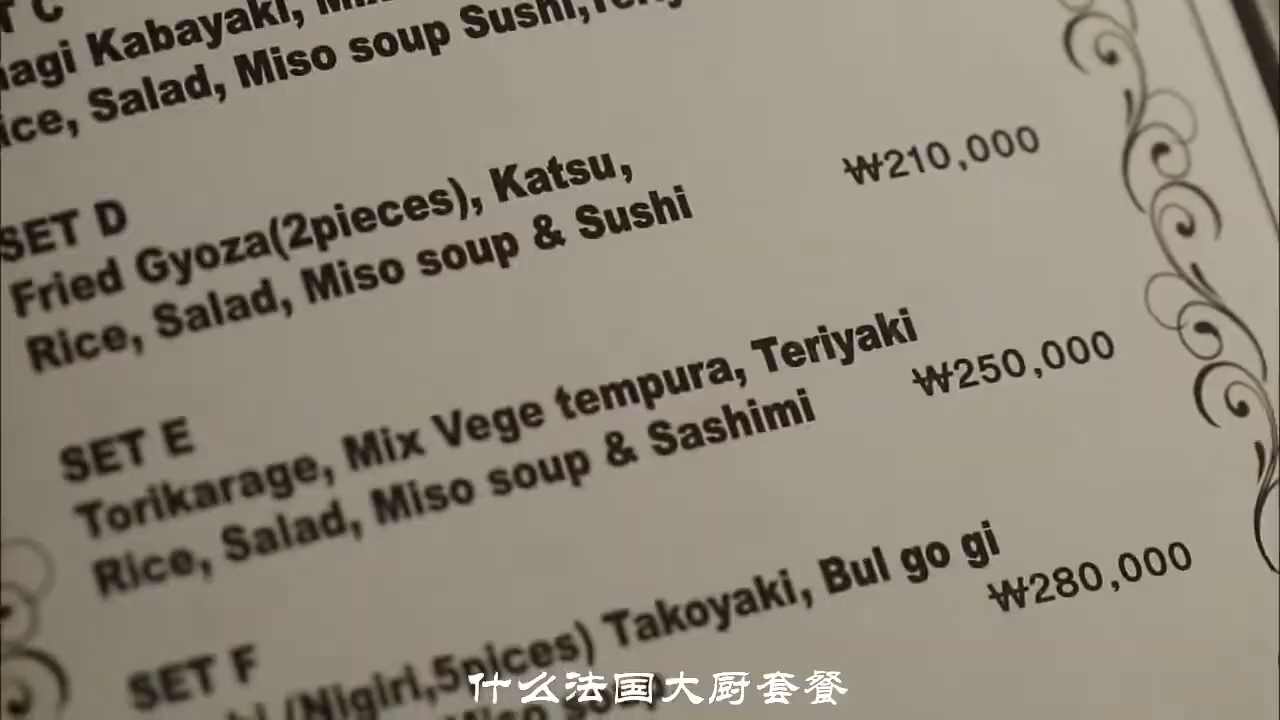 Kabayaki,
Salad, Miso soup Sushi,
SET D
Fried Gyoza(2pieces), Katsu,
Rice, Salad, Miso soup & Sushi ₩210,000
SET E
Torikarage, Mix Vege tempura, Teriyaki
Rice, Salad, Miso soup & Sashimi ₩250,000
SET F
(Nigiri,5pices) Takoyaki, Bul go gi
Miso soup ₩280,000
什么法国大厨套餐